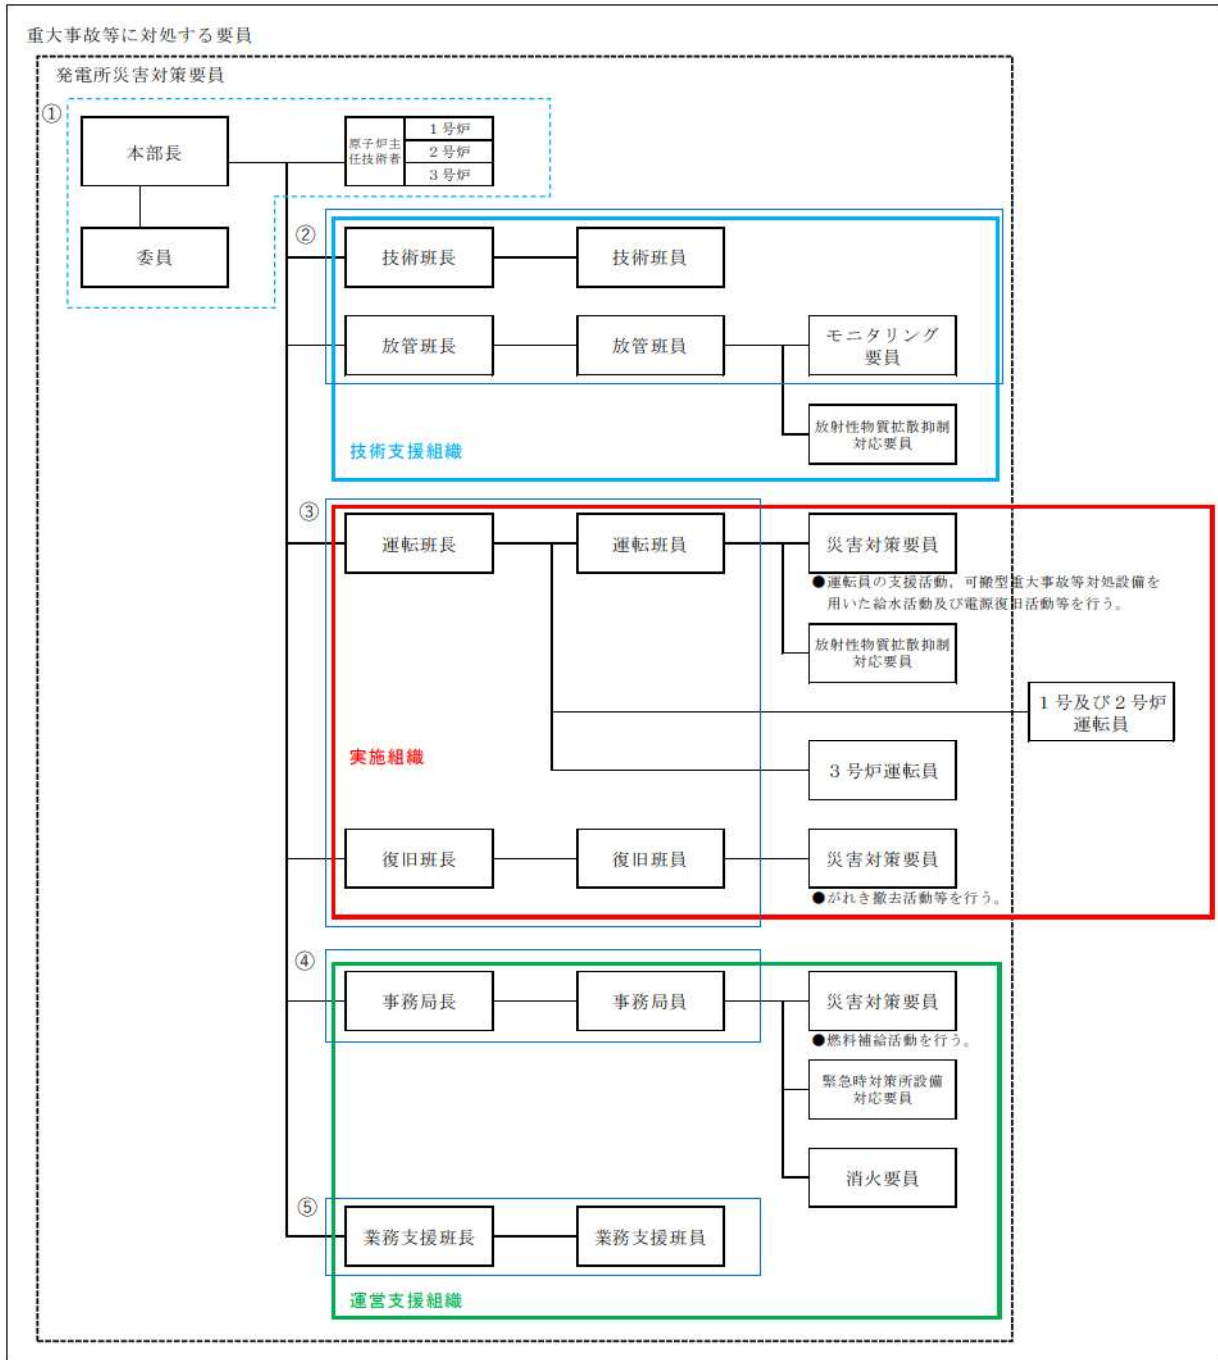 重大事故等に対処する要員
発電所災害対策要員
①
本部長
原子炉主
任技術者
1号炉
2号炉
3号炉
委員
②
技術班長
技術班員
放管班長
放管班員
モニタリング
要員
放射性物質拡散抑制
対応要員
技術支援組織
③
運転班長
運転班員
災害対策要員
●運転員の支援活動，可搬型重大事故等対処設備を
用いた給水活動及び電源復旧活動等を行う。
放射性物質拡散抑制
対応要員
1号及び2号炉
運転員
実施組織
3号炉運転員
復旧班長
復旧班員
災害対策要員
●がれき撤去活動等を行う。
④
事務局長
事務局員
災害対策要員
●燃料補給活動を行う。
緊急時対策所設備
対応要員
消火要員
⑤
業務支援班長
業務支援班員
運営支援組織